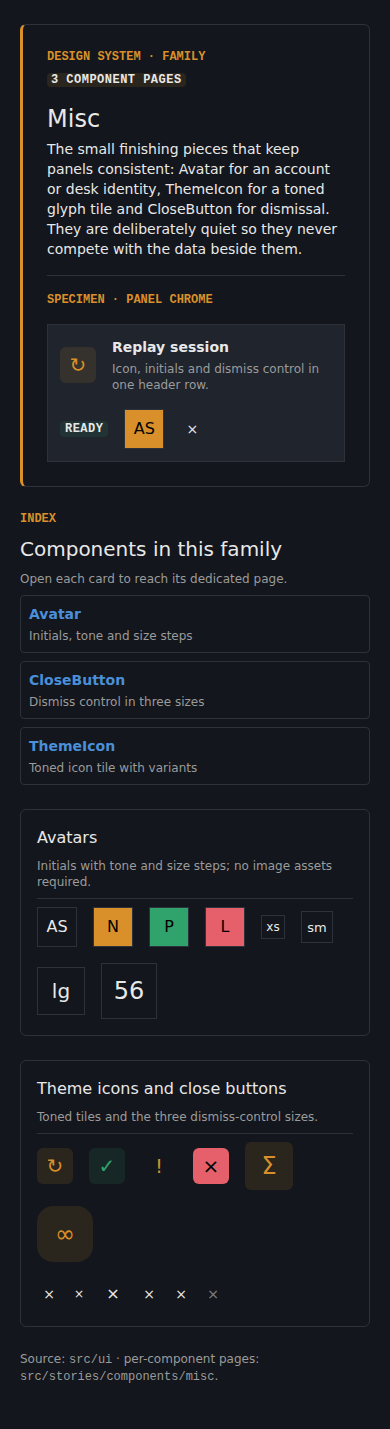 DESIGN SYSTEM · FAMILY
3 COMPONENT PAGES
Misc
The small finishing pieces that keep
panels consistent: Avatar for an account
or desk identity, ThemeIcon for a toned
glyph tile and CloseButton for dismissal.
They are deliberately quiet so they never
compete with the data beside them.
SPECIMEN · PANEL CHROME
↻
Replay session
Icon, initials and dismiss control in
one header row.
READY AS ×
INDEX
Components in this family
Open each card to reach its dedicated page.
Avatar
Initials, tone and size steps
CloseButton
Dismiss control in three sizes
ThemeIcon
Toned icon tile with variants
Avatars
Initials with tone and size steps; no image assets
required.
AS N P L xs sm
lg 56
Theme icons and close buttons
Toned tiles and the three dismiss-control sizes.
↻ ✓ ! × Σ
∞
× × × × × ×
Source: src/ui · per-component pages:
src/stories/components/misc.